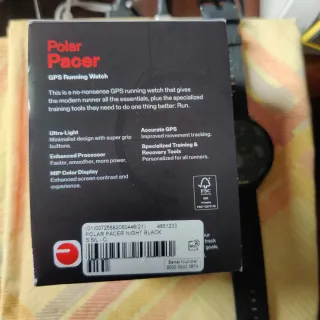 Polar
Pacer
GPS Running Watch
This is a no-nonsense GPS running watch that gives
the modern runner all the essentials, plus the specialized
training tools they need to do one thing better: Run.
Ultra-Light
Minimalist design with super grip
buttons.
Enhanced Processor
Faster, smoother, more power.
MIP Color Display
Enhanced screen contrast and
experience.
Accurate GPS
Improved movement tracking.
Specialized Training &
Recovery Tools
Personalized for all runners.
FSC
POLAR PACER NIGHT BLACK
S-L
Serial number